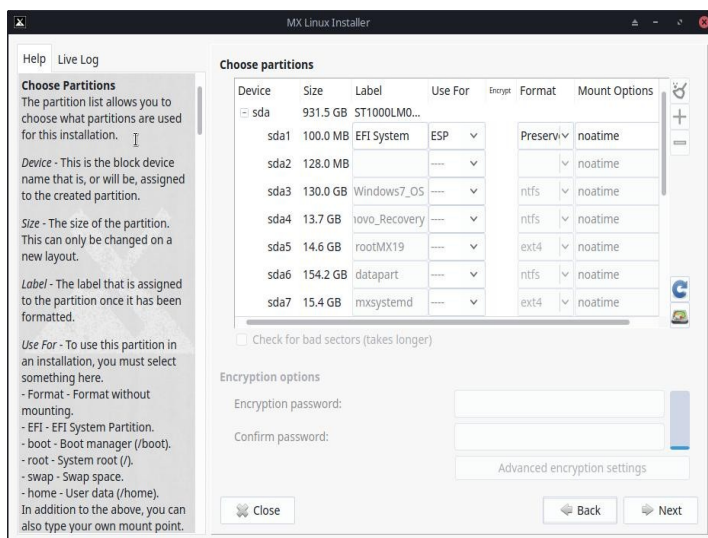 MX Linux Installer
Help Live Log
Choose Partitions
The partition list allows you to
choose what partitions are used
for this installation.
Device - This is the block device
name that is, or will be, assigned
to the created partition.
Size - The size of the partition.
This can only be changed on a
new layout.
Label - The label that is assigned
to the partition once it has been
formatted.
Use For - To use this partition in
an installation, you must select
something here.
- Format - Format without
mounting.
- EFI - EFI System Partition.
- boot - Boot manager (/boot).
- root - System root (/).
- swap - Swap space.
- home - User data (/home).
In addition to the above, you can
also type your own mount point.
Choose partitions
Device Size Label Use For Encrypt Format Mount Options
sda 931.5 GB ST1000LM0...
sda1 100.0 MB EFI System ESP Preserv noatime
sda2 128.0 MB ---- noatime
sda3 130.0 GB Windows7_OS ---- ntfs noatime
sda4 13.7 GB novo_Recovery ---- ntfs noatime
sda5 14.6 GB rootMX19 ---- ext4 noatime
sda6 154.2 GB datapart ---- ntfs noatime
sda7 15.4 GB mxsystemd ---- ext4 noatime
Check for bad sectors (takes longer)
Encryption options
Encryption password:
Confirm password:
Advanced encryption settings
Close Back Next